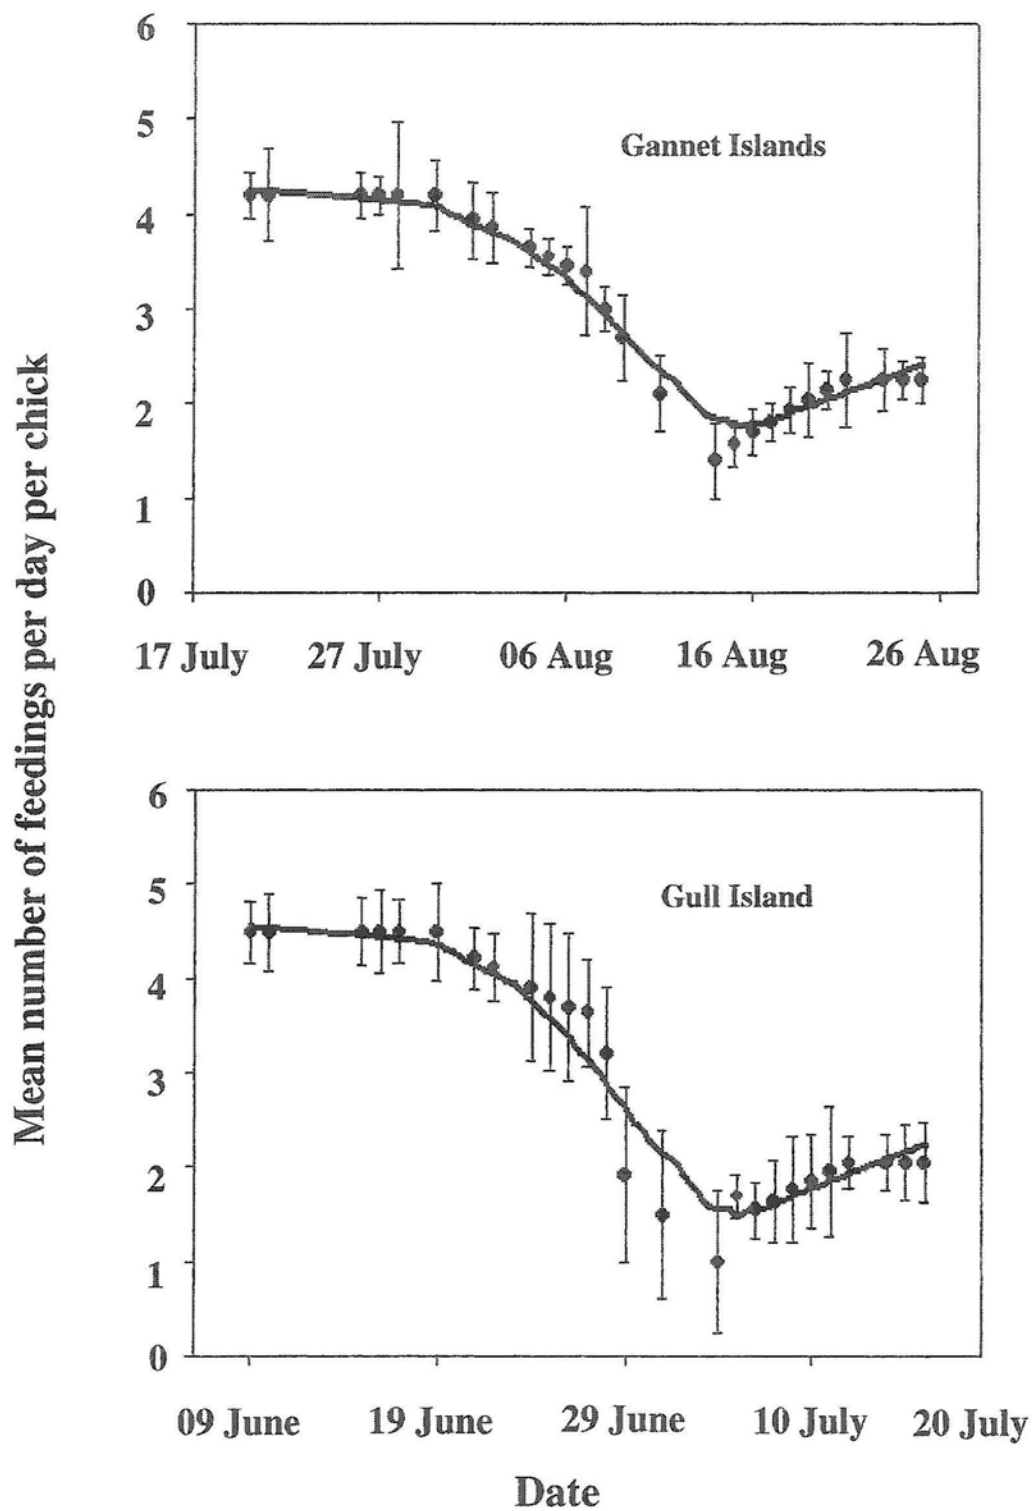 Mean number of feedings per day per chick
6
5
4
3
2
1
0
Gannet Islands
17 July 27 July 06 Aug 16 Aug 26 Aug
6
5
4
3
2
1
0
Gull Island
09 June 19 June 29 June 10 July 20 July
Date